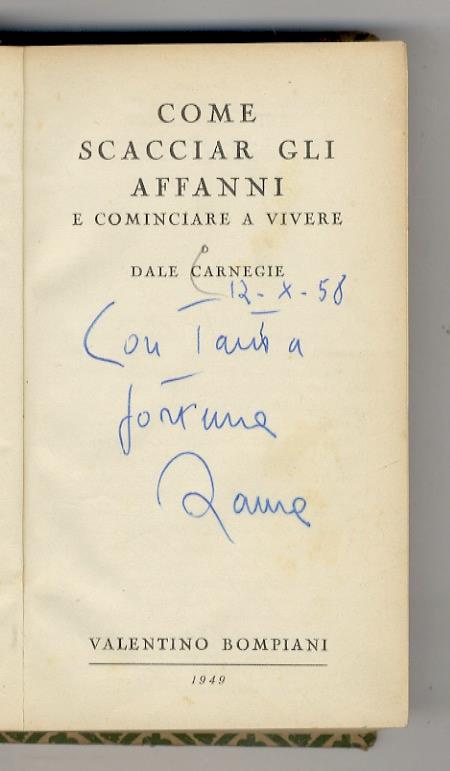 COME
SCACCIAR GLI
AFFANNI
E COMINCIARE A VIVERE
DALE CARNEGIE
12-X-58
Con Tanta
fortuna
VALENTINO BOMPIANI
1949